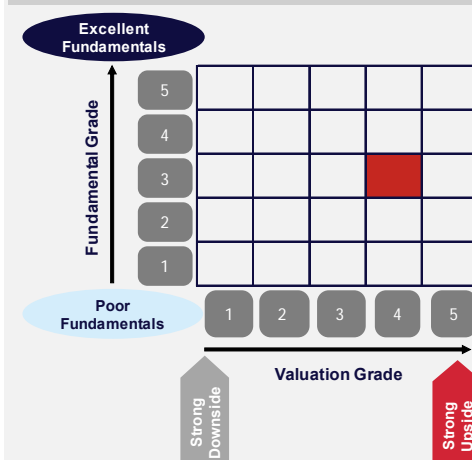 Excellent
Fundamentals
Fundamental Grade
5
4
3
2
1
Poor
Fundamentals
1 2 3 4 5
Valuation Grade
Strong
Downside
Strong
Upside